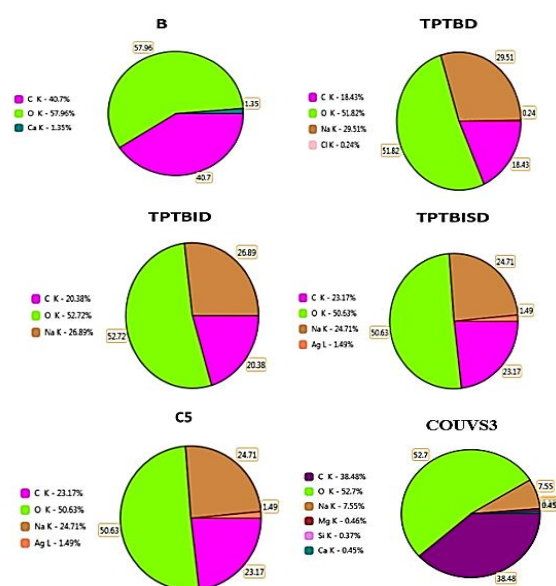 B
57.96
C K - 40.7%
O K - 57.96%
Ca K - 1.35%
1.35
40.7
TPTBD
29.51
C K - 18.43%
O K - 51.82%
Na K - 29.51%
Cl K - 0.24%
0.24
51.82
18.43
TPTBID
26.89
C K - 20.38%
O K - 52.72%
Na K - 26.89%
52.72
20.38
TPTBISD
24.71
C K - 23.17%
O K - 50.63%
Na K - 24.71%
Ag L - 1.49%
1.49
50.63
23.17
C5
24.71
C K - 23.17%
O K - 50.63%
Na K - 24.71%
Ag L - 1.49%
1.49
50.63
23.17
COUVS3
52.7
C K - 38.48%
O K - 52.7%
Na K - 7.55%
Mg K - 0.46%
Si K - 0.37%
Ca K - 0.45%
7.55
0.45
38.48